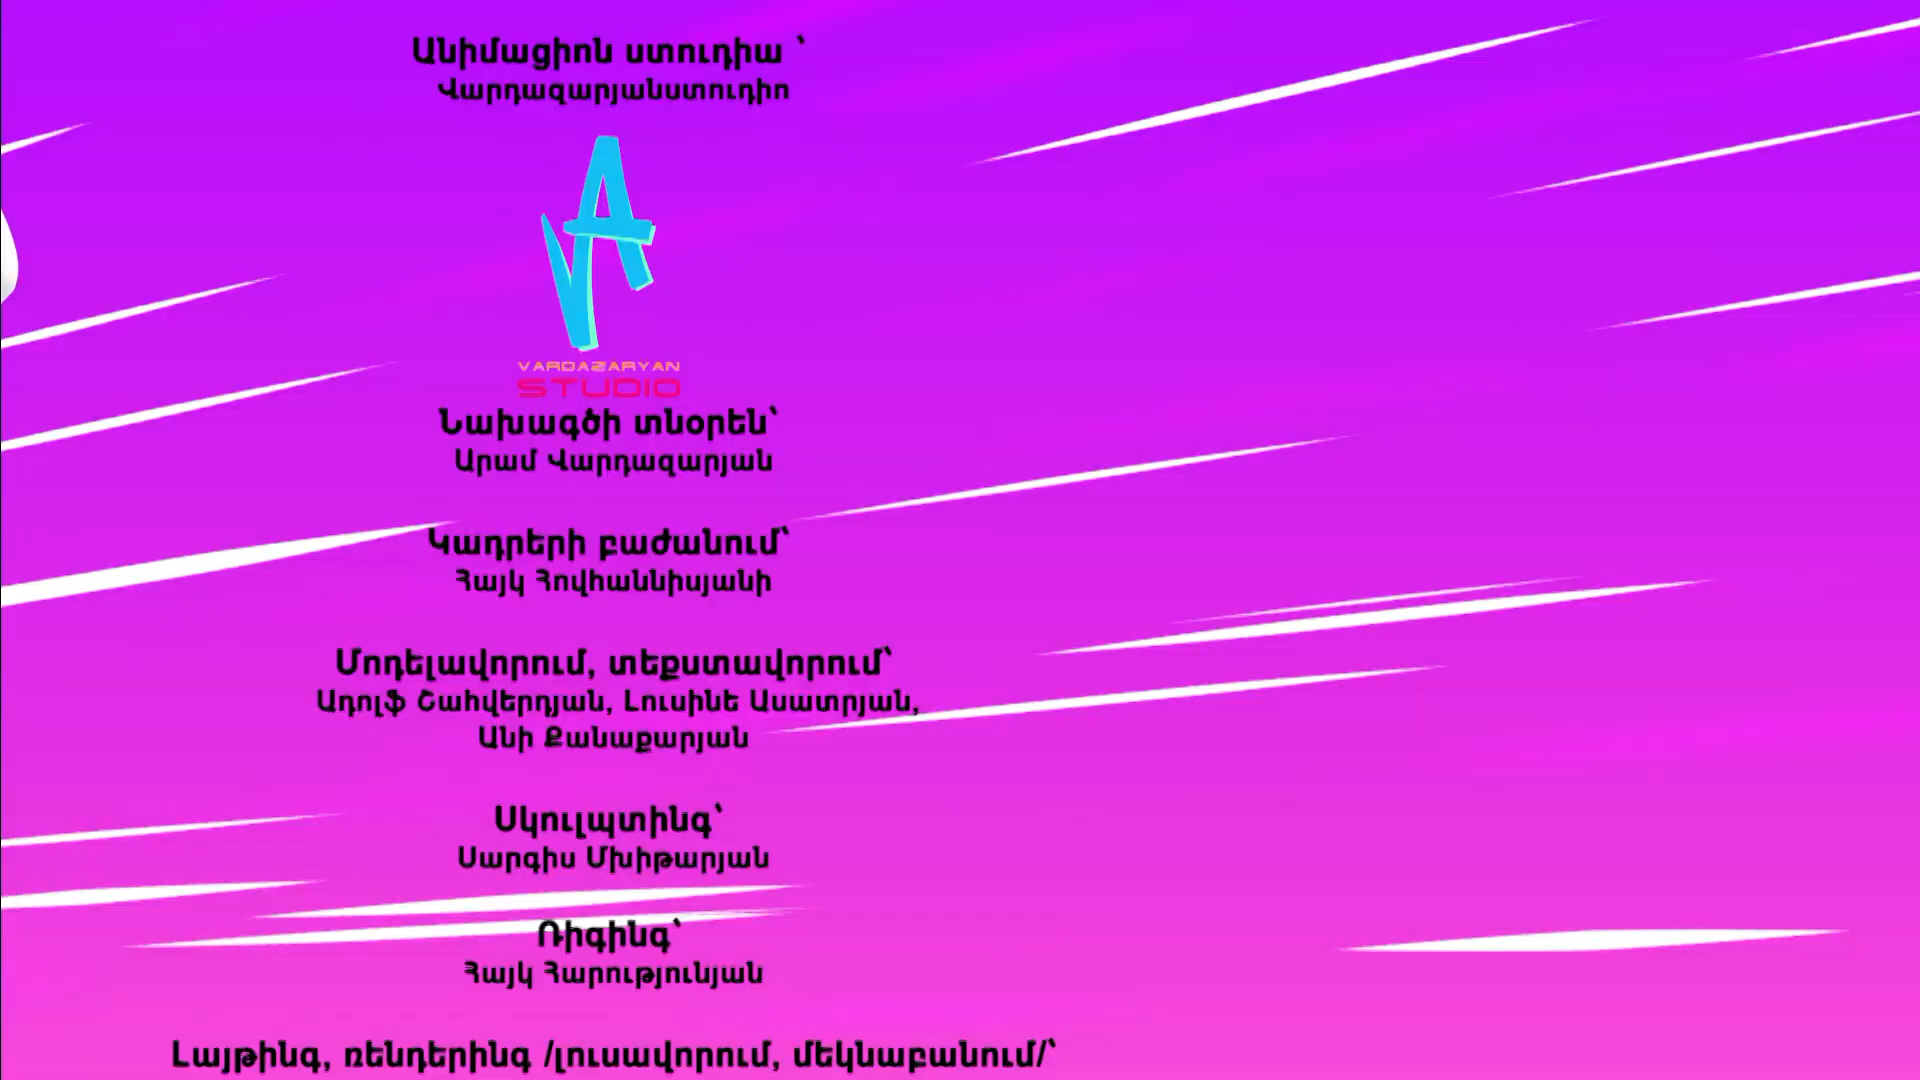 Անիմացիոն ստուդիա ՝
Վարդազարյանստուդիո
VA
VARDAZARYAN
STUDIO
Նախագծի տնօրեն՝
Արամ Վարդազարյան
Կադրերի բաժանում՝
Հայկ Հովհաննիսյանի
Մոդելավորում, տեքստավորում՝
Ադոլֆ Շահվերդյան, Լուսինե Ասատրյան,
Անի Քանաքարյան
Սկուլպտինգ՝
Սարգիս Մխիթարյան
Ռիգինգ՝
Հայկ Հարությունյան
Լայթինգ, ռենդերինգ /լուսավորում, մեկնաբանում/՝